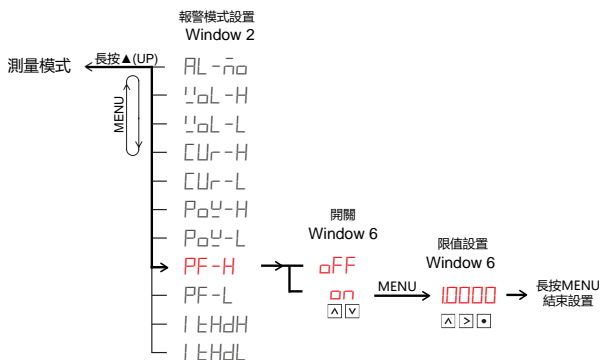 報警模式設置
Window 2
測量模式
長按▲(UP)
MENU
AL-no
VoL-H
VoL-L
CUr-H
CUr-L
PoW-H
PoW-L
PF-H
PF-L
I tHdH
I tHdL
開關
Window 6
oFF
on
MENU
限值設置
Window 6
1.0000
長按MENU
結束設置